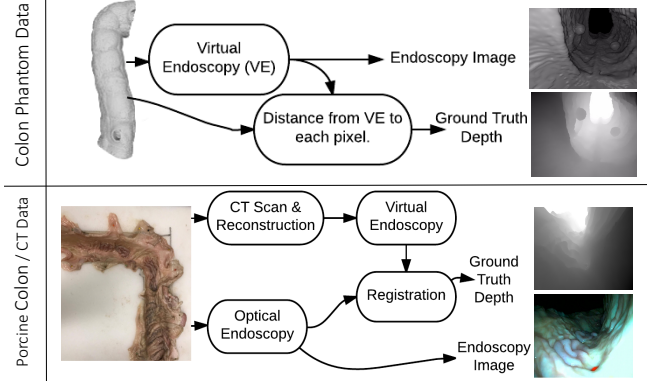 Colon Phantom Data
Virtual
Endoscopy (VE)
Endoscopy Image
Distance from VE to
each pixel.
Ground Truth
Depth
Porcine Colon / CT Data
CT Scan &
Reconstruction
Virtual
Endoscopy
Registration
Ground
Truth
Depth
Optical
Endoscopy
Endoscopy
Image